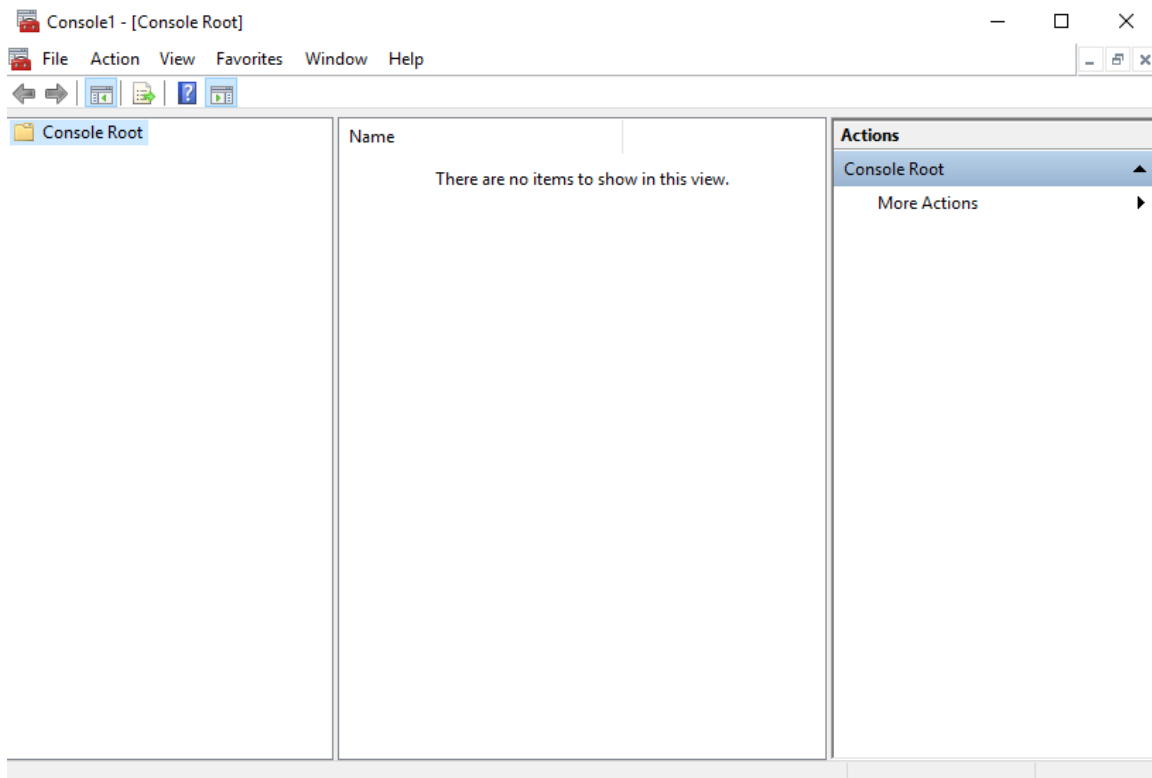 Console1 - [Console Root]
File Action View Favorites Window Help
Console Root
Name
There are no items to show in this view.
Actions
Console Root
More Actions